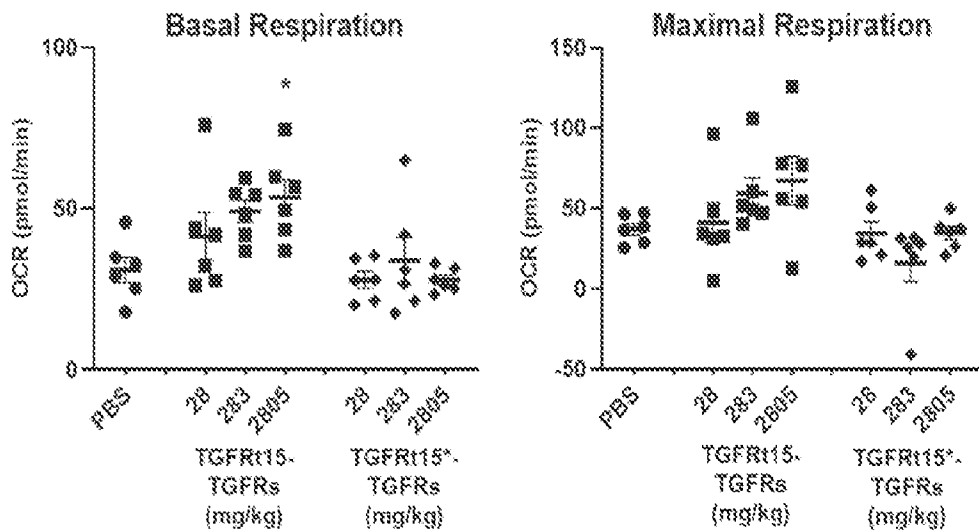 Basal Respiration
100
50
0
OCR (pmol/min)
*
PBS
28
283
2805
28
283
2805
TGFRt15-
TGFRs
(mg/kg)
TGFRt15*-
TGFRs
(mg/kg)
Maximal Respiration
150
100
50
0
-50
OCR (pmol/min)
PBS
28
283
2805
28
283
2805
TGFRt15-
TGFRs
(mg/kg)
TGFRt15*-
TGFRs
(mg/kg)